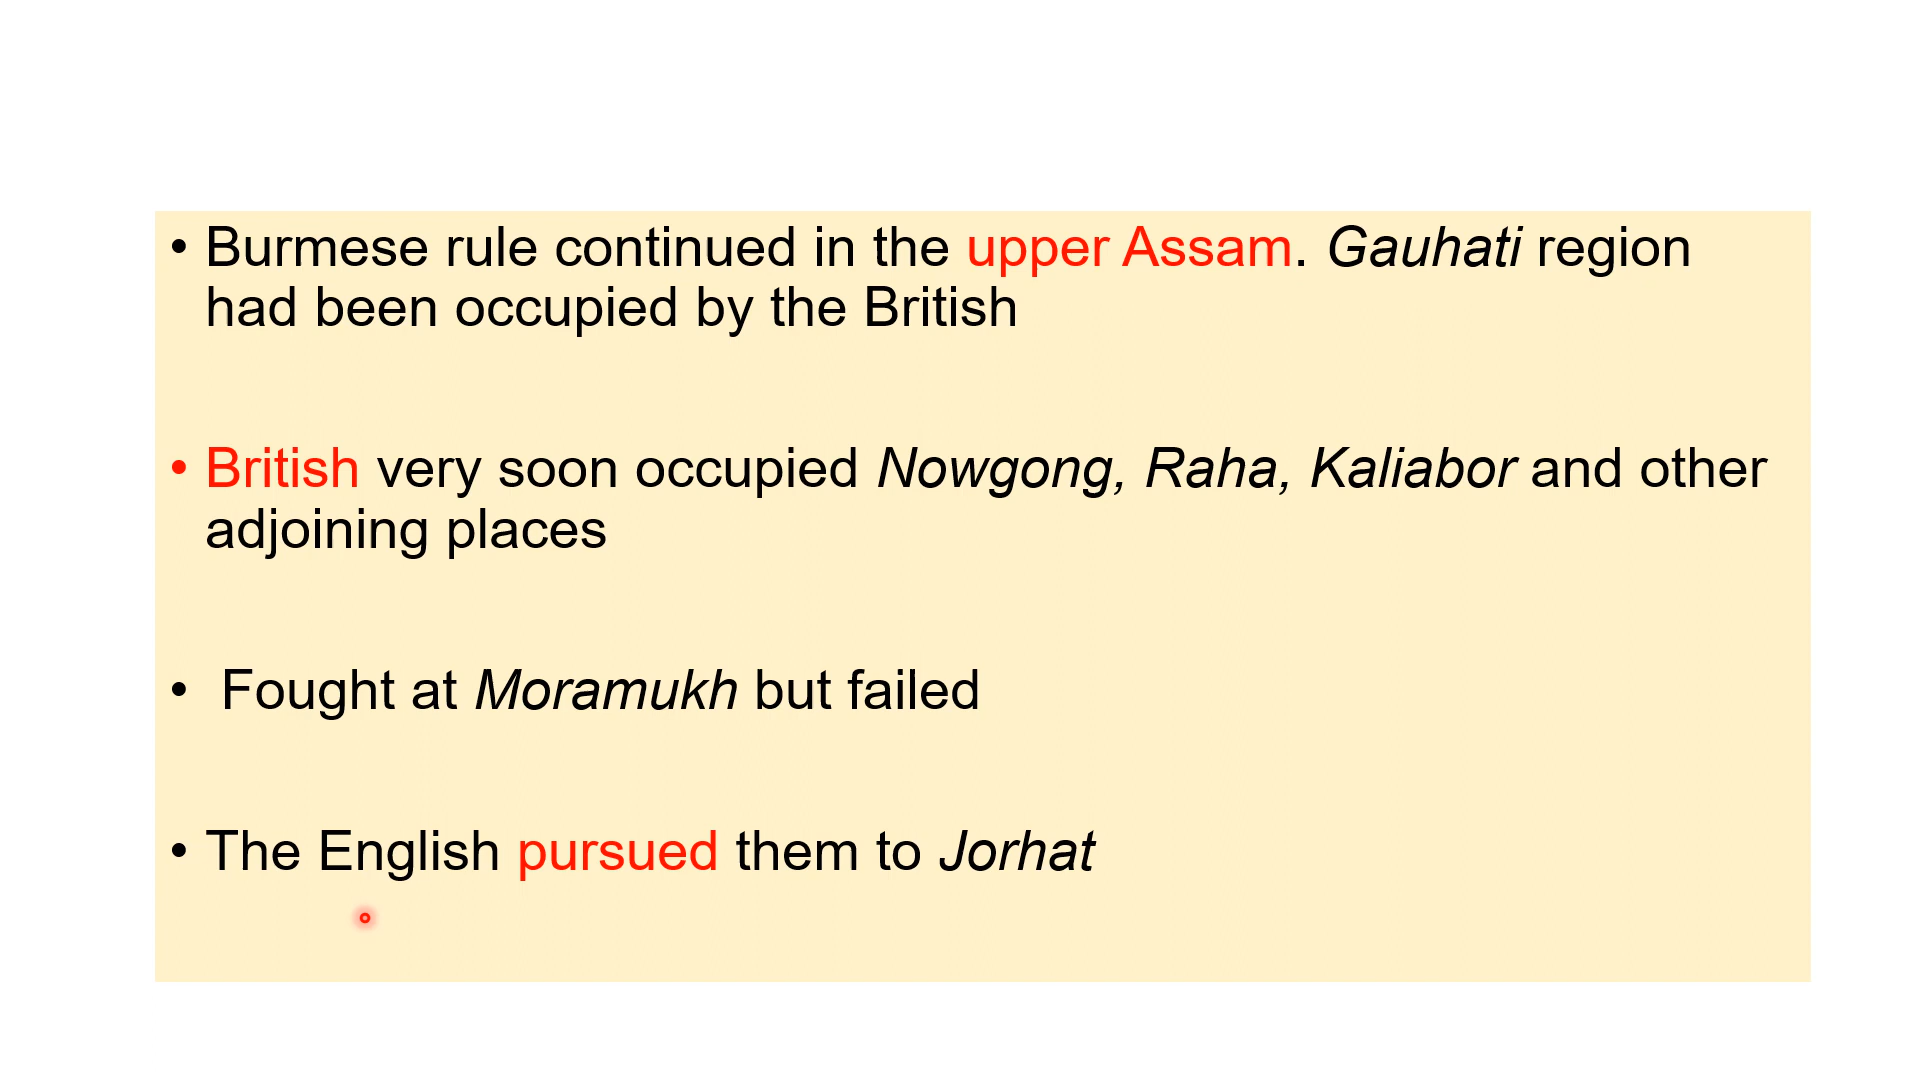 • Burmese rule continued in the upper Assam. Gauhati region
had been occupied by the British
• British very soon occupied Nowgong, Raha, Kaliabor and other
adjoining places
• Fought at Moramukh but failed
• The English pursued them to Jorhat